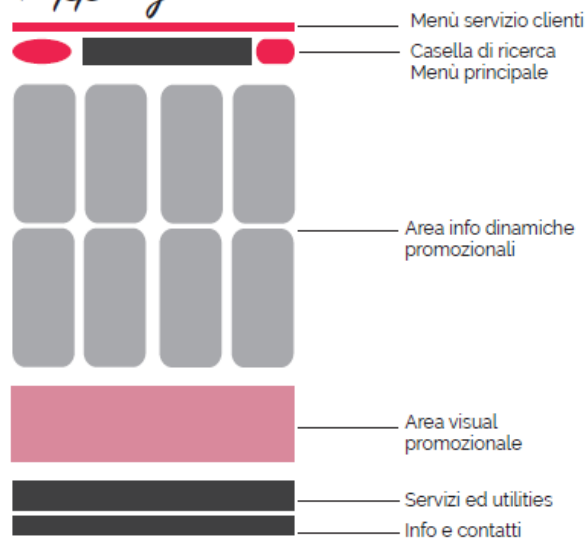 Menù servizio clienti
Casella di ricerca
Menù principale
Area info dinamiche
promozionali
Area visual
promozionale
Servizi ed utilities
Info e contatti